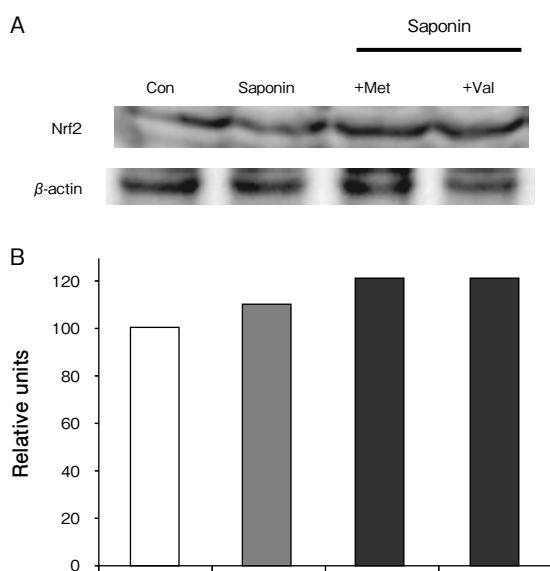 A
Saponin
Con Saponin +Met +Val
Nrf2
β-actin
B
120
100
80
60
40
20
0
Relative units